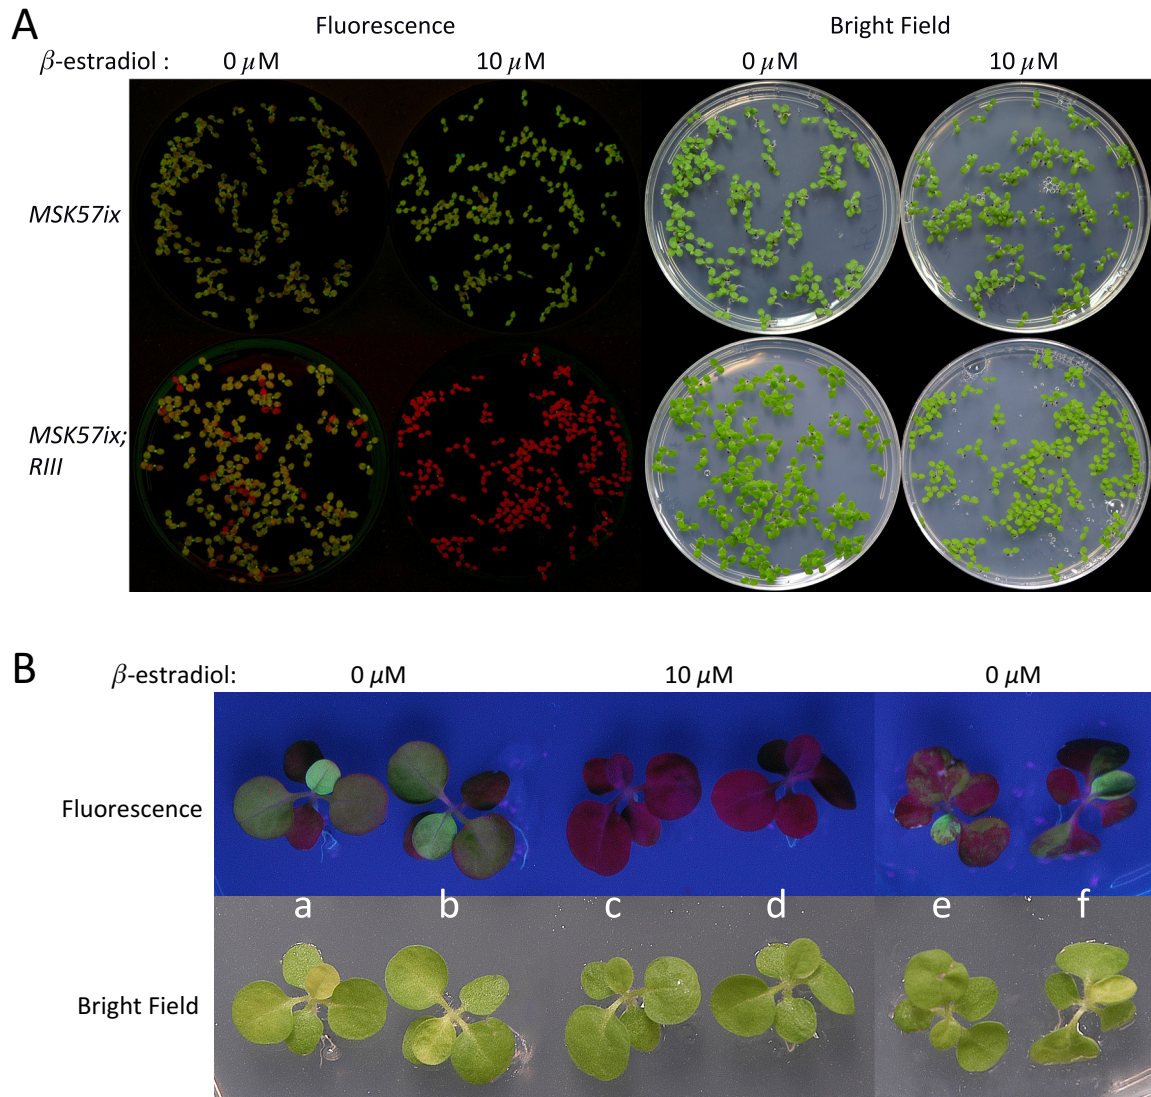 A
Fluorescence
Bright Field
β-estradiol :
0 µM
10 µM
0 µM
10 µM
MSK57ix
MSK57ix;
RIII
B
β-estradiol:
0 µM
10 µM
0 µM
Fluorescence
a
b
c
d
e
f
Bright Field